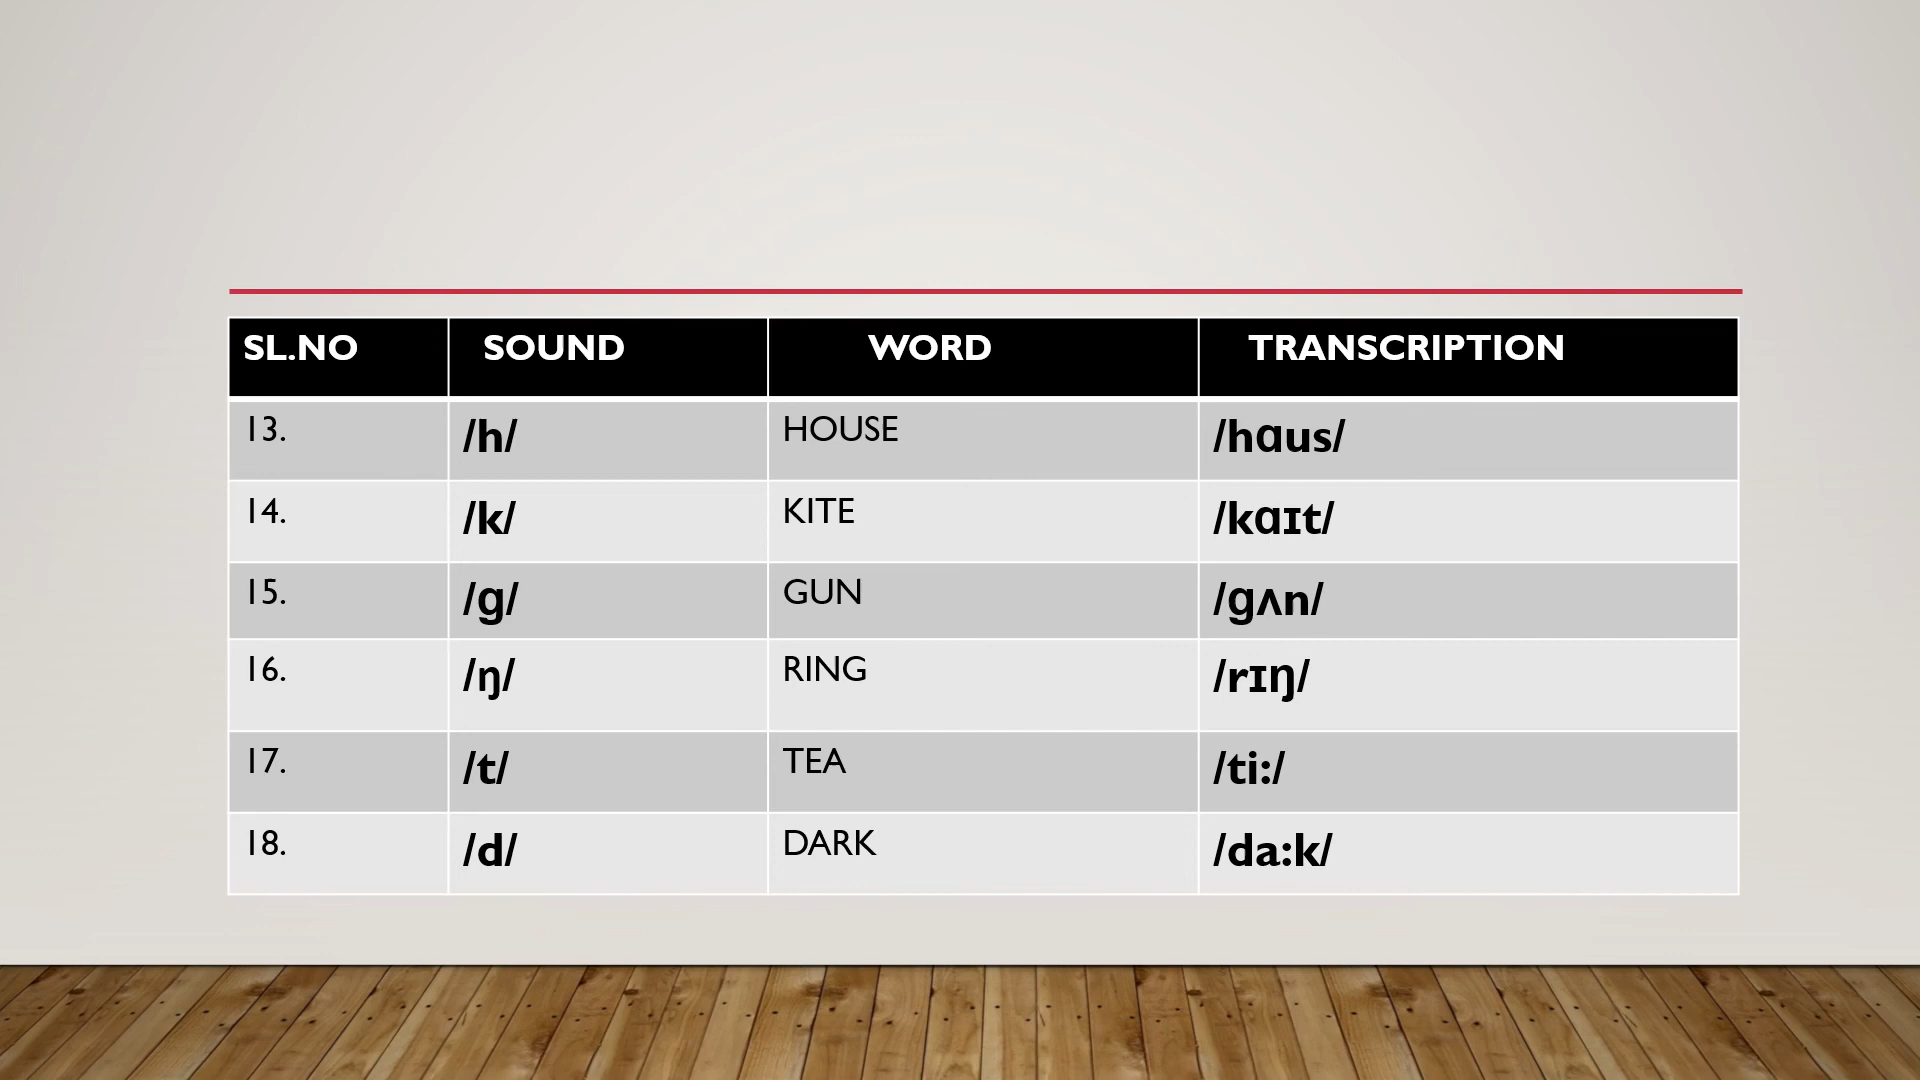 SL.NO SOUND WORD TRANSCRIPTION
13. /h/ HOUSE /hɑus/
14. /k/ KITE /kɑɪt/
15. /g/ GUN /gʌn/
16. /ŋ/ RING /rɪŋ/
17. /t/ TEA /ti:/
18. /d/ DARK /da:k/